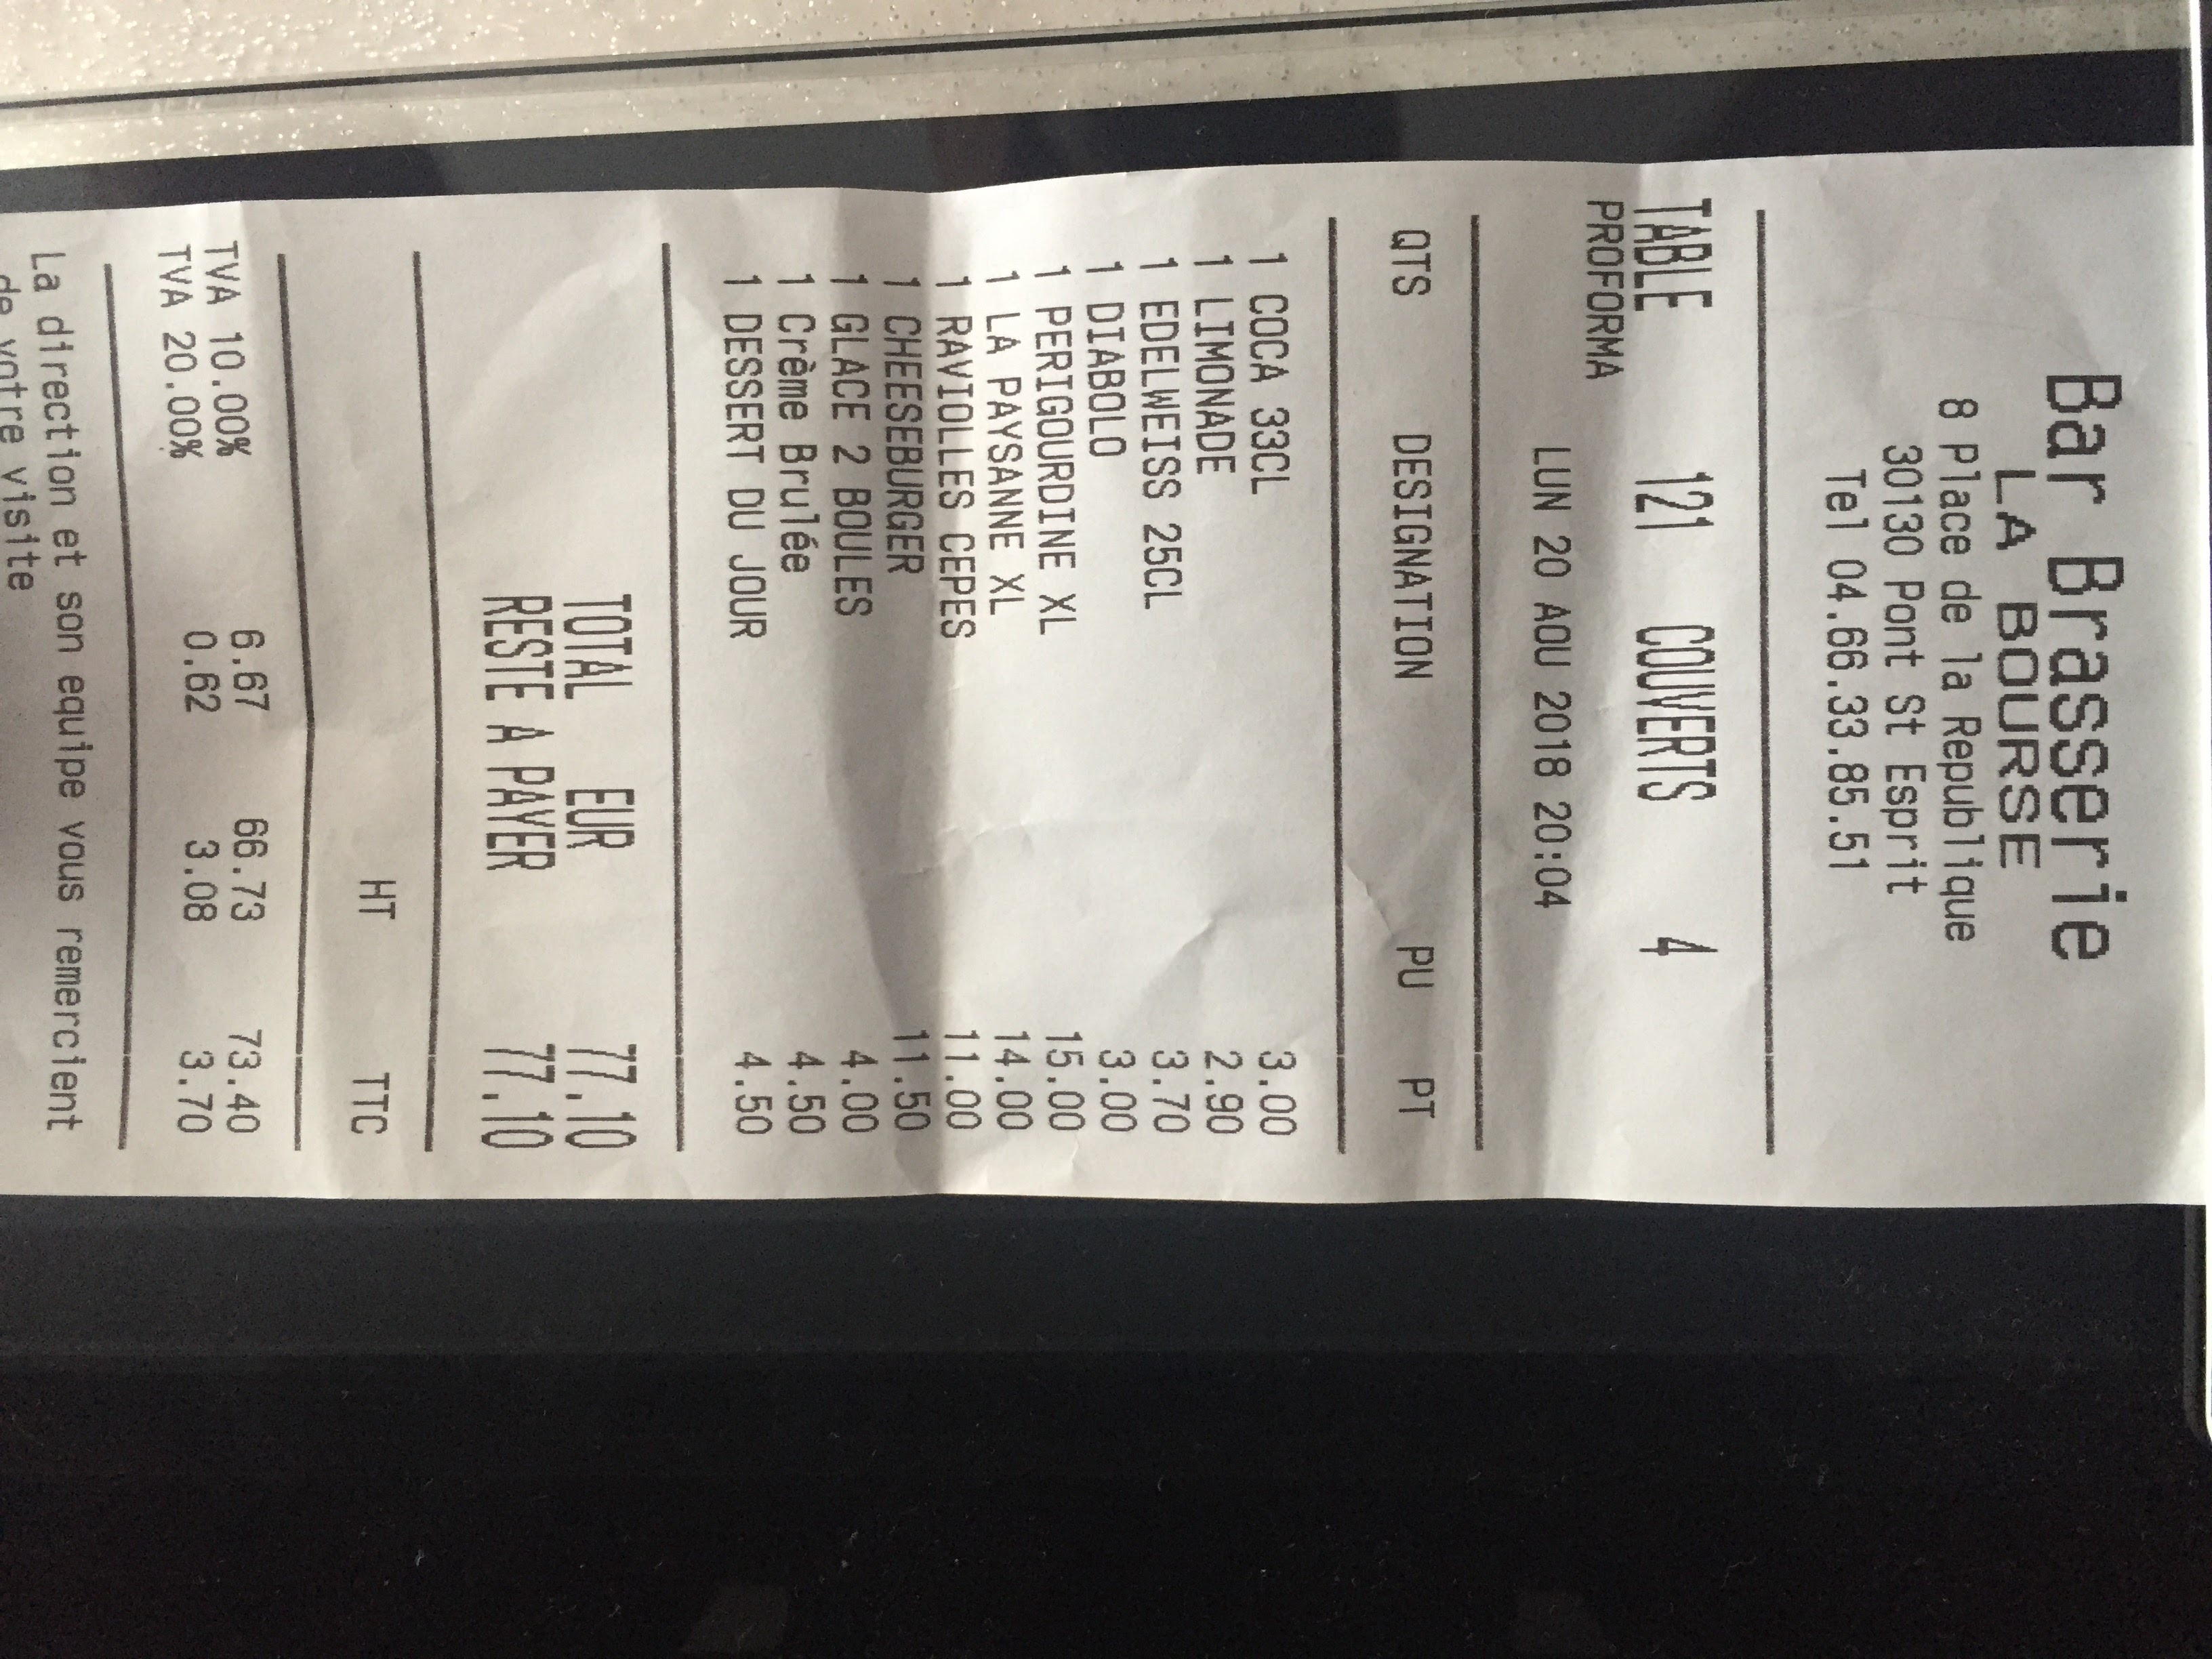 Bar Brasserie
LA BOURSE
8 Place de la Republique
30130 Pont St Esprit
Tel 04.66.33.85.51
TABLE 121 COUVERTS 4
PROFORMA
LUN 20 AOU 2018 20:04
QTS DESIGNATION PU PT
1 COCA 33CL 3.00
1 LIMONADE 2.90
1 EDELWEISS 25CL 3.70
1 DIABOLO 3.00
1 PERIGOURDINE XL 15.00
1 LA PAYSANNE XL 14.00
1 RAVIOLLES CEPES 11.00
1 CHEESEBURGER 11.50
1 GLACE 2 BOULES 4.00
1 Crème Brulée 4.50
1 DESSERT DU JOUR 4.50
TOTAL EUR 77.10
RESTE A PAYER 77.10
HT TTC
TVA 10.00% 6.67 66.73 73.40
TVA 20.00% 0.62 3.08 3.70
La direction et son equipe vous remercient
de votre visite